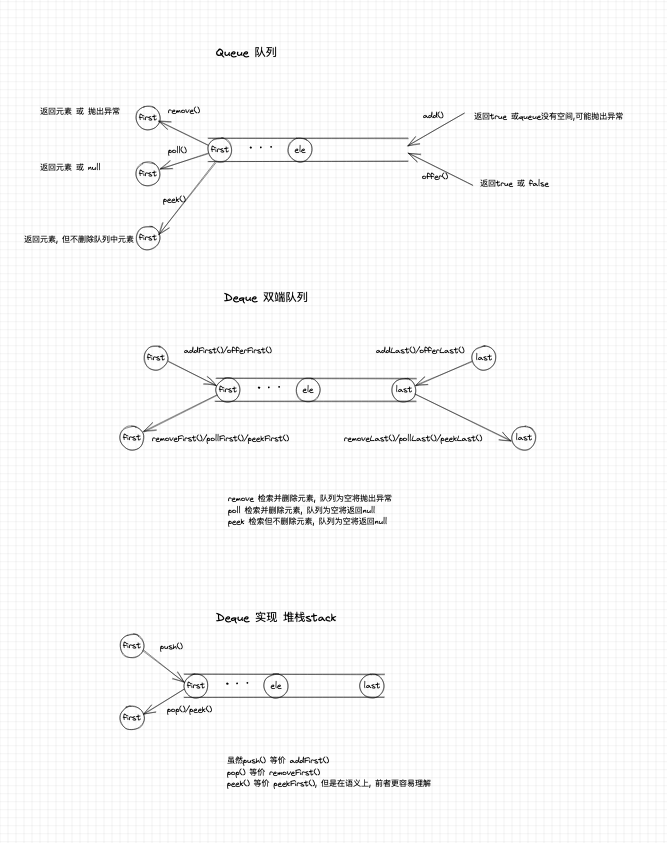 Queue 队列
返回元素 或 抛出异常
first
remove()
add()
返回true 或queue没有空间,可能抛出异常
first
· · ·
ele
poll()
返回元素 或 null
first
offer()
返回true 或 false
peek()
返回元素, 但不删除队列中元素
first
Deque 双端队列
first
addFirst()/offerFirst()
addLast()/offerLast()
last
first
· · ·
ele
last
first
removeFirst()/pollFirst()/peekFirst()
removeLast()/pollLast()/peekLast()
last
remove 检索并删除元素, 队列为空将抛出异常
poll 检索并删除元素, 队列为空将返回null
peek 检索但不删除元素, 队列为空将返回null
Deque 实现 堆栈stack
first
push()
first
· · ·
ele
last
first
pop()/peek()
虽然push() 等价 addFirst()
pop() 等价 removeFirst()
peek() 等价 peekFirst(), 但是在语义上, 前者更容易理解